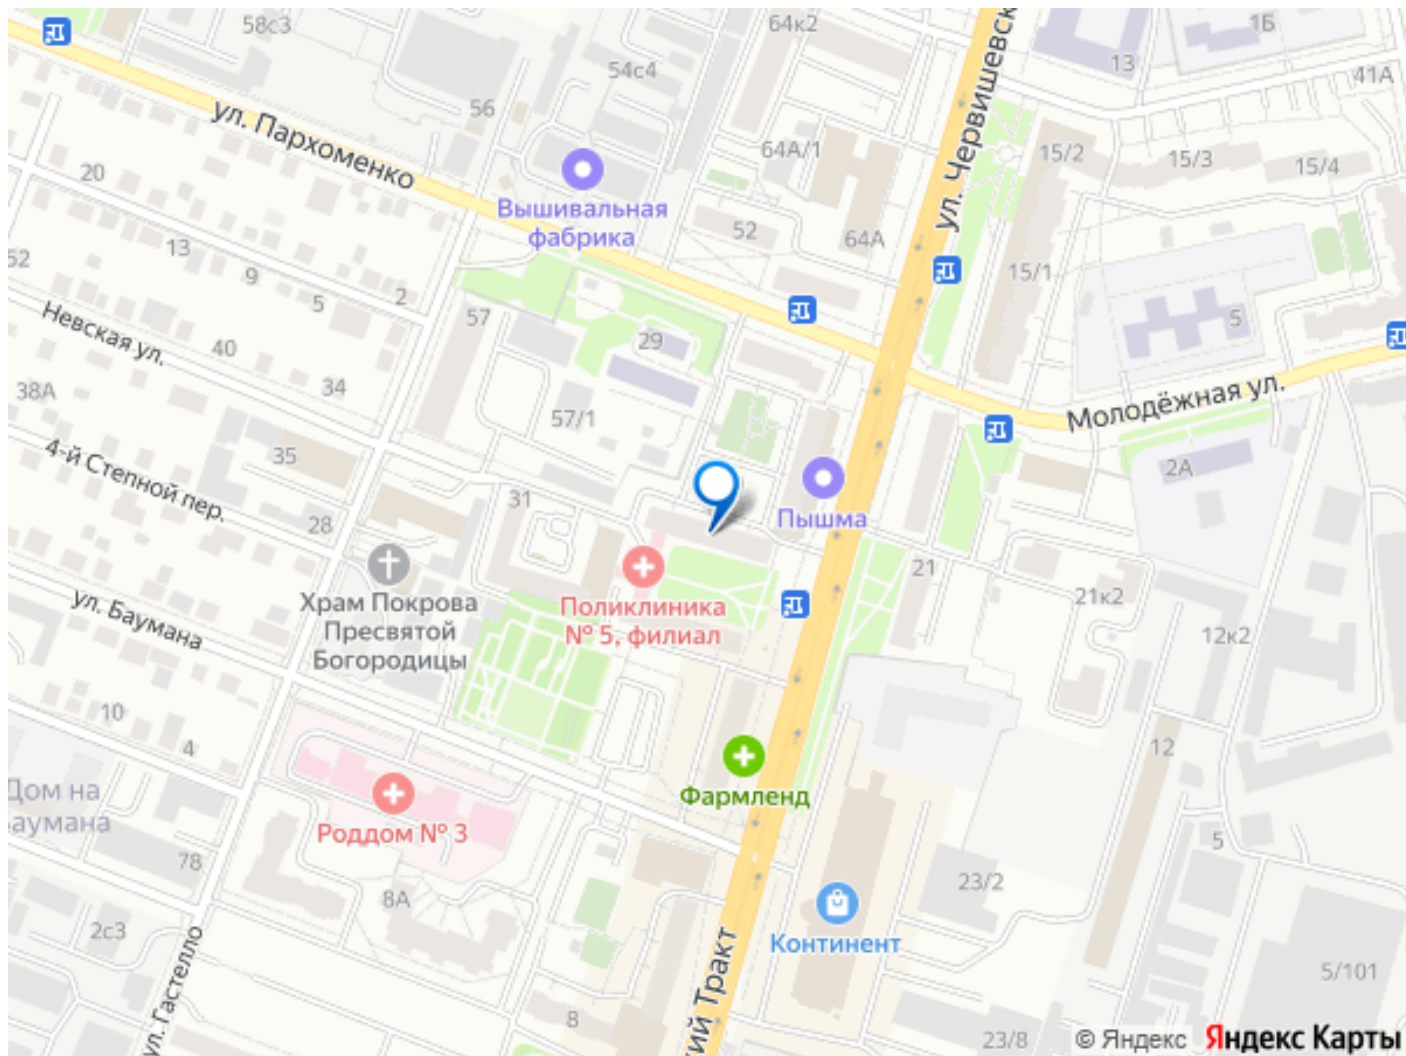 58с3
64к2
1Б
13
41А
54с4
56
ул. Пархоменко
ул. Червишевск
64А/1
15/2
15/3
15/4
20
Вышивальная
фабрика
52
64А
13
52
9
5
2
15/1
57
29
5
Невская ул.
40
34
38А
57/1
Молодёжная ул.
4-й Степной пер.
35
2А
31
28
Пышма
Храм Покрова
Пресвятой
Богородицы
Поликлиника
№ 5, филиал
21
21к2
12к2
ул. Баумана
10
4
12
Дом на
аумана
Фармленд
Роддом № 3
78
5
8А
23/2
2с3
Континент
кий Тракт
ул. Гастелло
5/101
8
23/8
© Яндекс Яндекс Карты